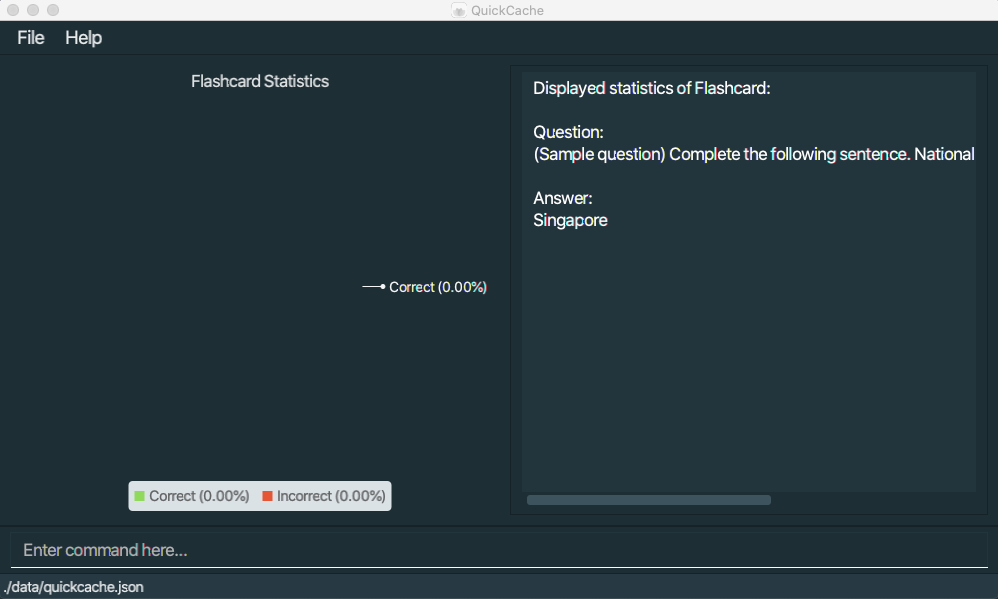 QuickCache
File Help
Flashcard Statistics
Correct (0.00%)
Correct (0.00%) Incorrect (0.00%)
Displayed statistics of Flashcard:
Question:
(Sample question) Complete the following sentence. National
Answer:
Singapore
Enter command here...
./data/quickcache.json